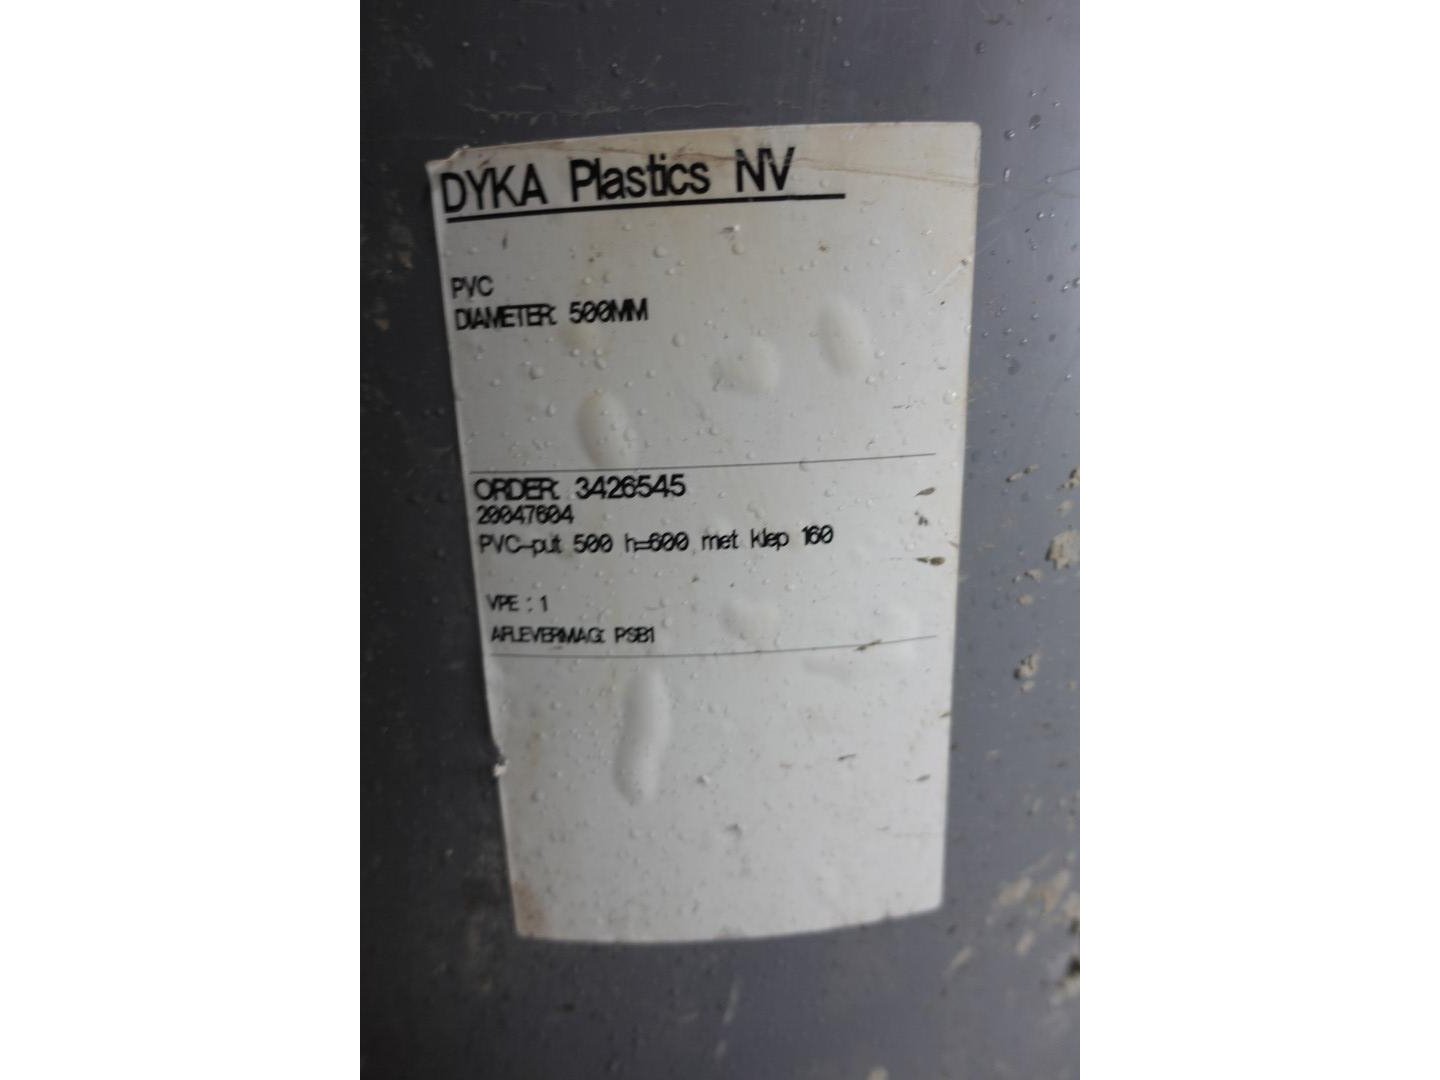 DYKA Plastics NV
PVC
DIAMETER: 500MM
ORDER: 3426545
20047604
PVC-put 500 h=600 met klep 160
VPE : 1
AFLEVERMAG: PSB1